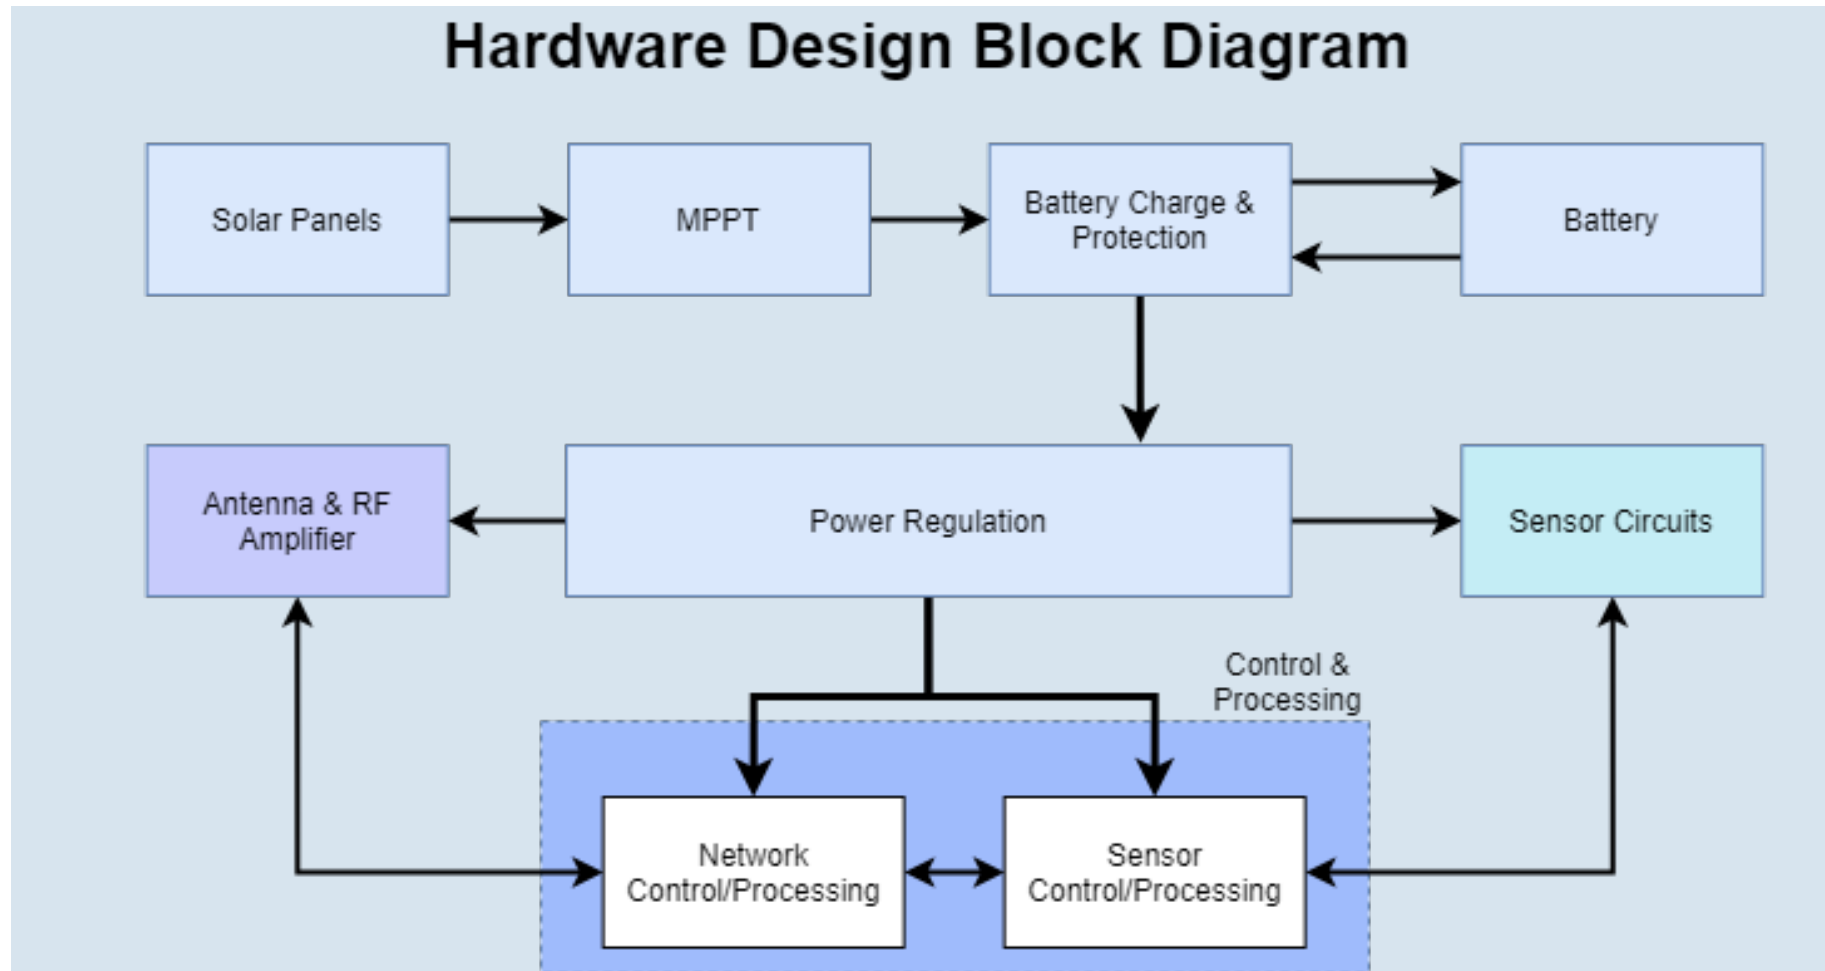 Hardware Design Block Diagram
Solar Panels
MPPT
Battery Charge &
Protection
Battery
Antenna & RF
Amplifier
Power Regulation
Sensor Circuits
Control &
Processing
Network
Control/Processing
Sensor
Control/Processing